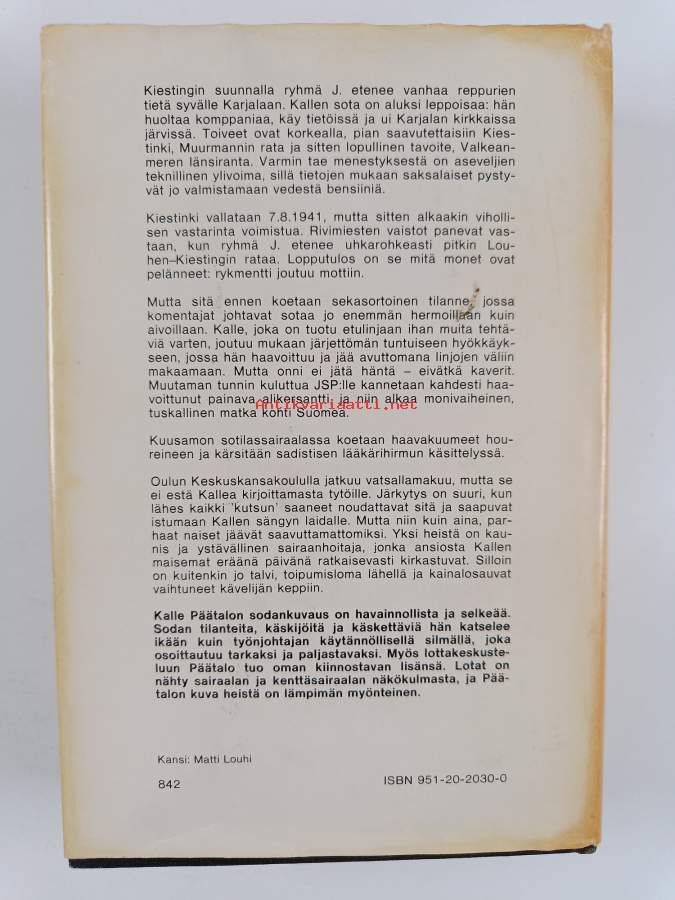 Kiestingin suunnalla ryhmä J. etenee vanhaa reppurien
tietä syvälle Karjalaan. Kallen sota on aluksi leppoisaa: hän
huoltaa komppaniaa, käy tietöissä ja ui Karjalan kirkkaissa
järvissä. Toiveet ovat korkealla, pian saavutettaisiin Kies-
tinki, Muurmannin rata ja sitten lopullinen tavoite, Valkean-
meren länsiranta. Varmin tae menestyksestä on aseveljien
teknillinen ylivoima, sillä tietojen mukaan saksalaiset pysty-
vät jo valmistamaan vedestä bensiiniä.
Kiestinki vallataan 7.8.1941, mutta sitten alkaakin viholli-
sen vastarinta voimistua. Rivimiesten vaistot panevat vas-
taan, kun ryhmä J. etenee uhkarohkeasti pitkin Lou-
hen–Kiestingin rataa. Lopputulos on se mitä monet ovat
pelänneet: rykmentti joutuu mottiin.
Mutta sitä ennen koetaan sekasortoinen tilanne, jossa
komentajat johtavat sotaa jo enemmän hermoillaan kuin
aivoillaan. Kalle, joka on tuotu etulinjaan ihan muita tehtä-
viä varten, joutuu mukaan järjettömän tuntuiseen hyökkäyk-
seen, jossa hän haavoittuu ja jää avuttomana linjojen väliin
makaamaan. Mutta onni ei jätä häntä – eivätkä kaverit.
Muutaman tunnin kuluttua JSP:lle kannetaan kahdesti haa-
voittunut painava alikersantti ja niin alkaa monivaiheinen,
Antikvariaatti.net
tuskallinen matka kohti Suomea.
Kuusamon sotilassairaalassa koetaan haavakuumeet hou-
reineen ja kärsitään sadistisen lääkärihirmun käsittelyssä.
Oulun Keskuskansakoululla jatkuu vatsallamakuu, mutta se
ei estä Kallea kirjoittamasta tytöille. Järkytys on suuri, kun
lähes kaikki 'kutsun' saaneet noudattavat sitä ja saapuvat
istumaan Kallen sängyn laidalle. Mutta niin kuin aina, par-
haat naiset jäävät saavuttamattomiksi. Yksi heistä on kau-
nis ja ystävällinen sairaanhoitaja, jonka ansiosta Kallen
maisemat eräänä päivänä ratkaisevasti kirkastuvat. Silloin
on kuitenkin jo talvi, toipumisloma lähellä ja kainalosauvat
vaihtuneet kävelijän keppiin.
Kalle Päätalon sodankuvaus on havainnollista ja selkeää.
Sodan tilanteita, käskijöitä ja käskettäviä hän katselee
ikään kuin työnjohtajan käytännöllisellä silmällä, joka
osoittautuu tarkaksi ja paljastavaksi. Myös lottakeskuste-
luun Päätalo tuo oman kiinnostavan lisänsä. Lotat on
nähty sairaalan ja kenttäsairaalan näkökulmasta, ja Pää-
talon kuva heistä on lämpimän myönteinen.
Kansi: Matti Louhi
842
ISBN 951-20-2030-0